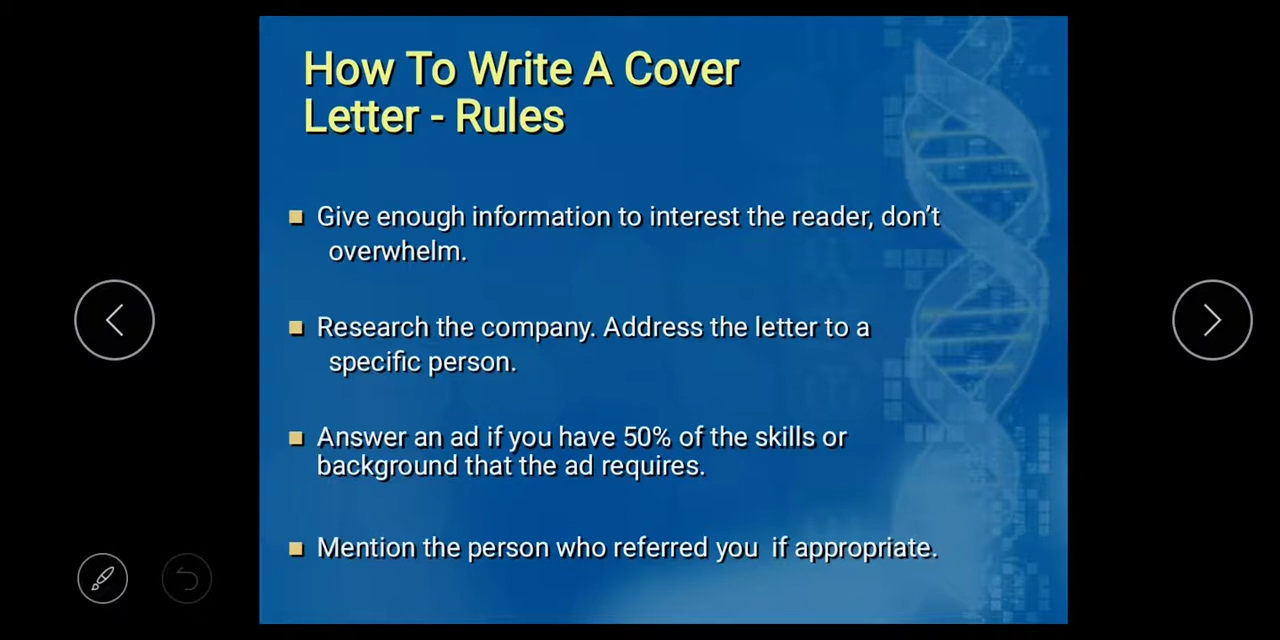 How To Write A Cover
Letter - Rules
Give enough information to interest the reader, don’t
overwhelm.
Research the company. Address the letter to a
specific person.
Answer an ad if you have 50% of the skills or
background that the ad requires.
Mention the person who referred you  if appropriate.